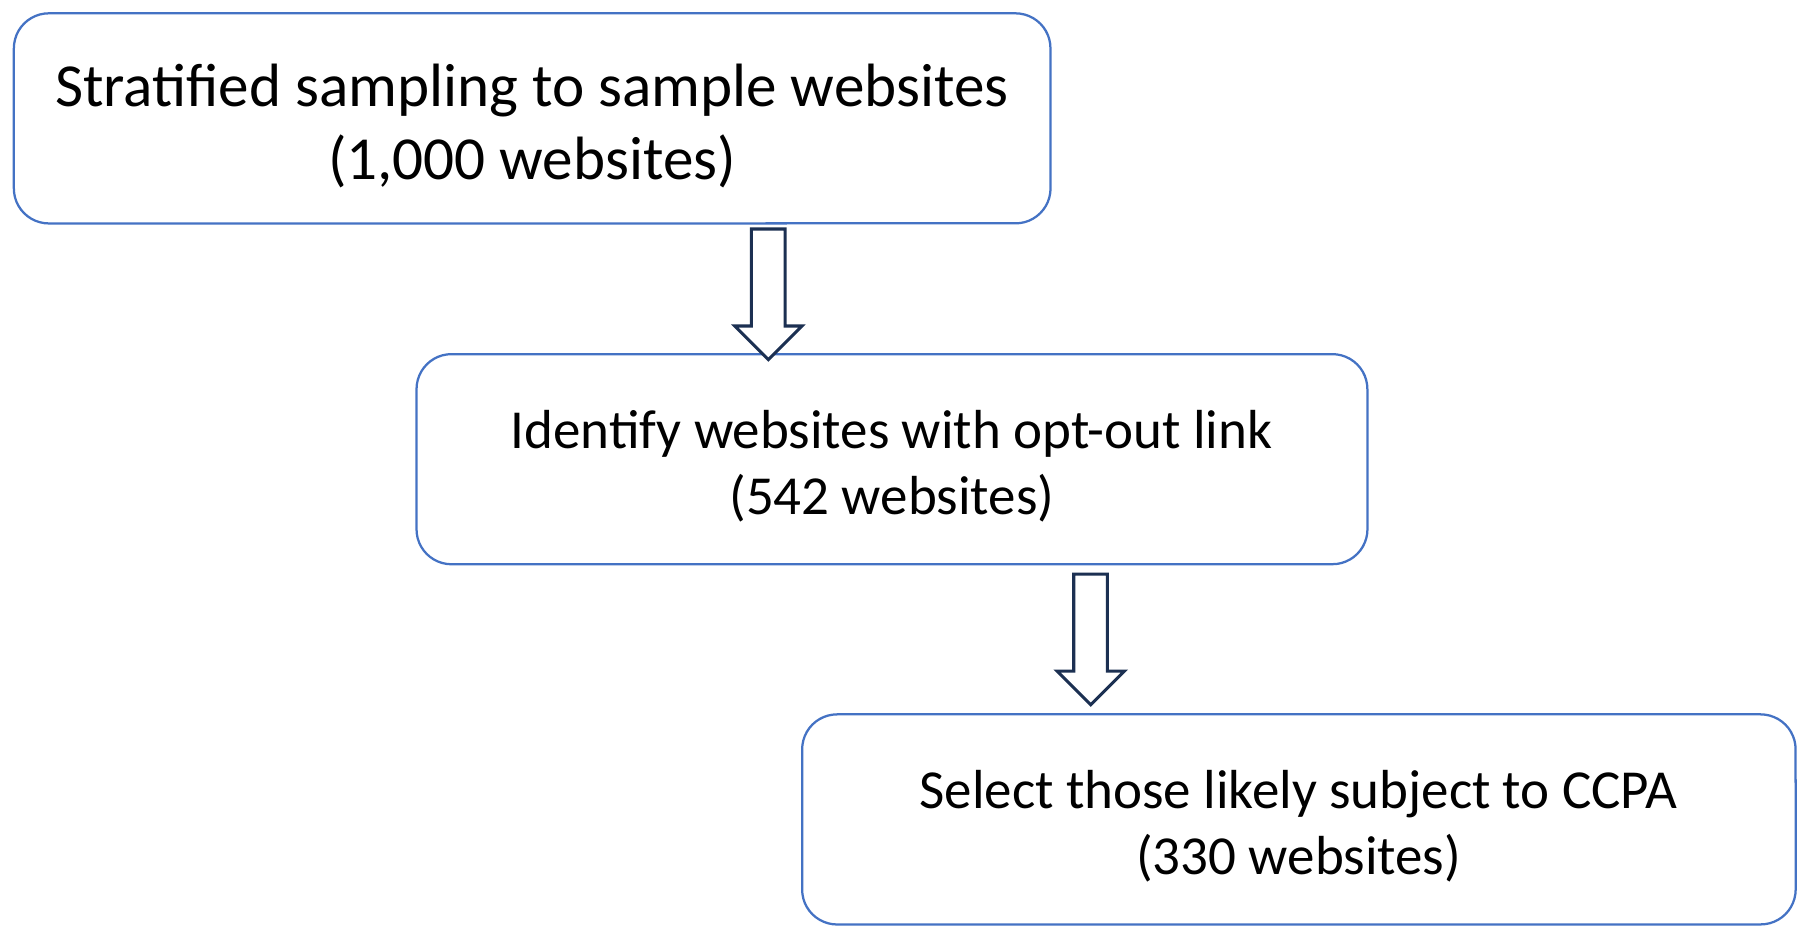 Stratified sampling to sample websites
(1,000 websites)
Identify websites with opt-out link
(542 websites)
Select those likely subject to CCPA
(330 websites)